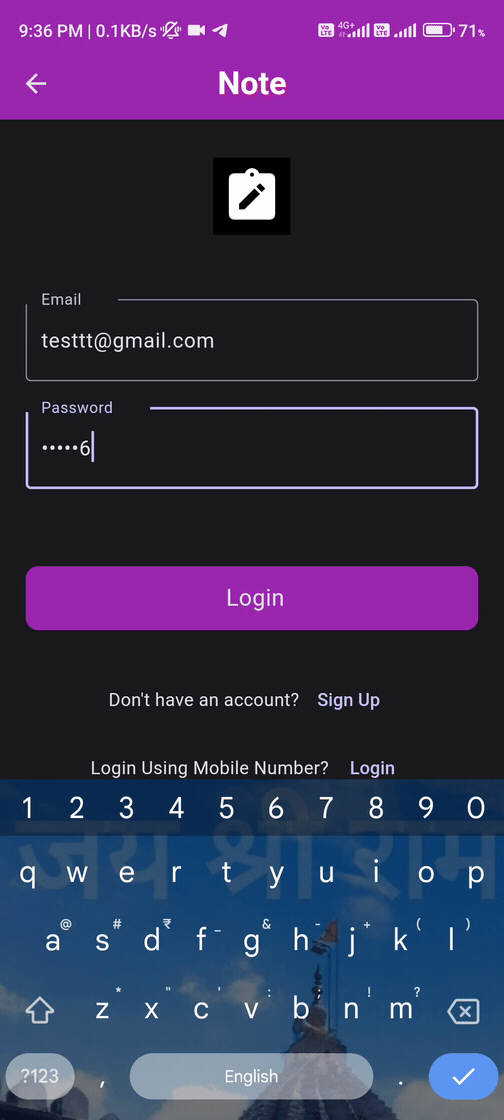 9:36 PM | 0.1KB/s Vo LTE 4G+ Vo LTE 71%
Note
Email
testtt@gmail.com
Password
•••••6
Login
Don't have an account? Sign Up
Login Using Mobile Number? Login
1 2 3 4 5 6 7 8 9 0
जय श्री राम
q w e r t y u i o p
@ # ₹ _ & - + ( )
a s d f g h j k l
* " ' : ; ! ?
z x c v b n m
?123 , English .